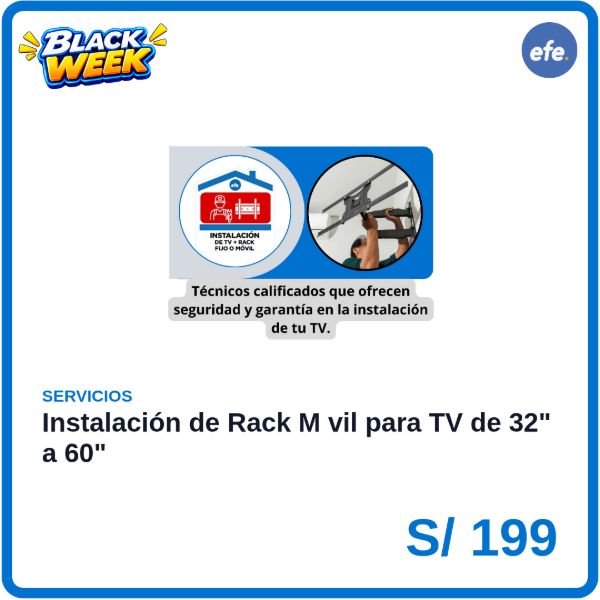 BLACK
WEEK
efe.
efe
INSTALACIÓN
DE TV + RACK
FIJO O MÓVIL
Técnicos calificados que ofrecen
seguridad y garantía en la instalación
de tu TV.
SERVICIOS
Instalación de Rack M vil para TV de 32"
a 60"
S/ 199